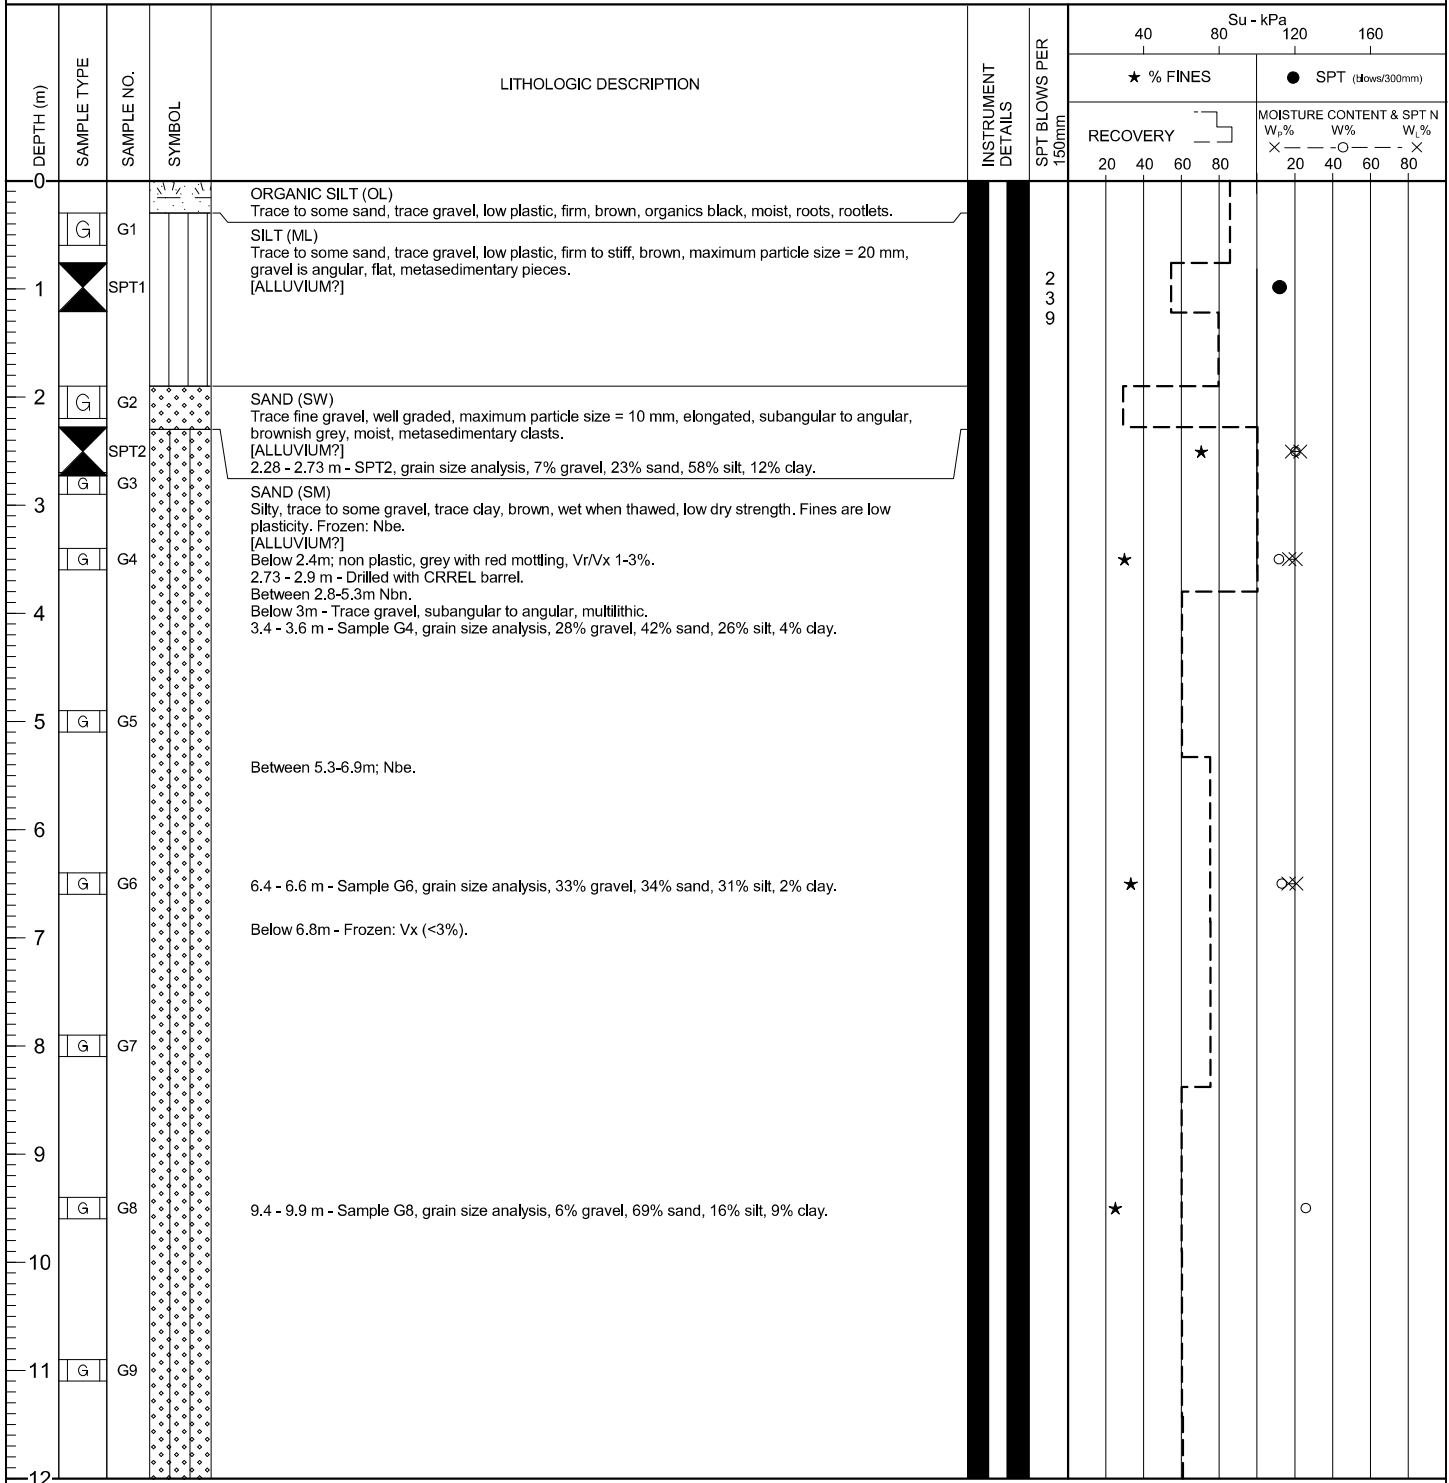 Su - kPa
40 80 120 160
DEPTH (m)
SAMPLE TYPE
SAMPLE NO.
SYMBOL
LITHOLOGIC DESCRIPTION
INSTRUMENT
DETAILS
SPT BLOWS PER
150mm
★ % FINES
● SPT (blows/300mm)
RECOVERY
MOISTURE CONTENT & SPT N
WP% W% WL%
20 40 60 80 20 40 60 80
0
ORGANIC SILT (OL)
Trace to some sand, trace gravel, low plastic, firm, brown, organics black, moist, roots, rootlets.
G G1
SILT (ML)
Trace to some sand, trace gravel, low plastic, firm to stiff, brown, maximum particle size = 20 mm,
gravel is angular, flat, metasedimentary pieces.
[ALLUVIUM?]
1
SPT1
2
3
9
2
G G2
SAND (SW)
Trace fine gravel, well graded, maximum particle size = 10 mm, elongated, subangular to angular,
brownish grey, moist, metasedimentary clasts.
[ALLUVIUM?]
SPT2
2.28 - 2.73 m - SPT2, grain size analysis, 7% gravel, 23% sand, 58% silt, 12% clay.
G G3
3
SAND (SM)
Silty, trace to some gravel, trace clay, brown, wet when thawed, low dry strength. Fines are low
plasticity. Frozen: Nbe.
[ALLUVIUM?]
G G4
Below 2.4m; non plastic, grey with red mottling, Vr/Vx 1-3%.
2.73 - 2.9 m - Drilled with CRREL barrel.
Between 2.8-5.3m Nbn.
Below 3m - Trace gravel, subangular to angular, multilithic.
4
3.4 - 3.6 m - Sample G4, grain size analysis, 28% gravel, 42% sand, 26% silt, 4% clay.
5
G G5
Between 5.3-6.9m; Nbe.
6
G G6
6.4 - 6.6 m - Sample G6, grain size analysis, 33% gravel, 34% sand, 31% silt, 2% clay.
Below 6.8m - Frozen: Vx (<3%).
7
8
G G7
9
G G8
9.4 - 9.9 m - Sample G8, grain size analysis, 6% gravel, 69% sand, 16% silt, 9% clay.
10
11
G G9
12